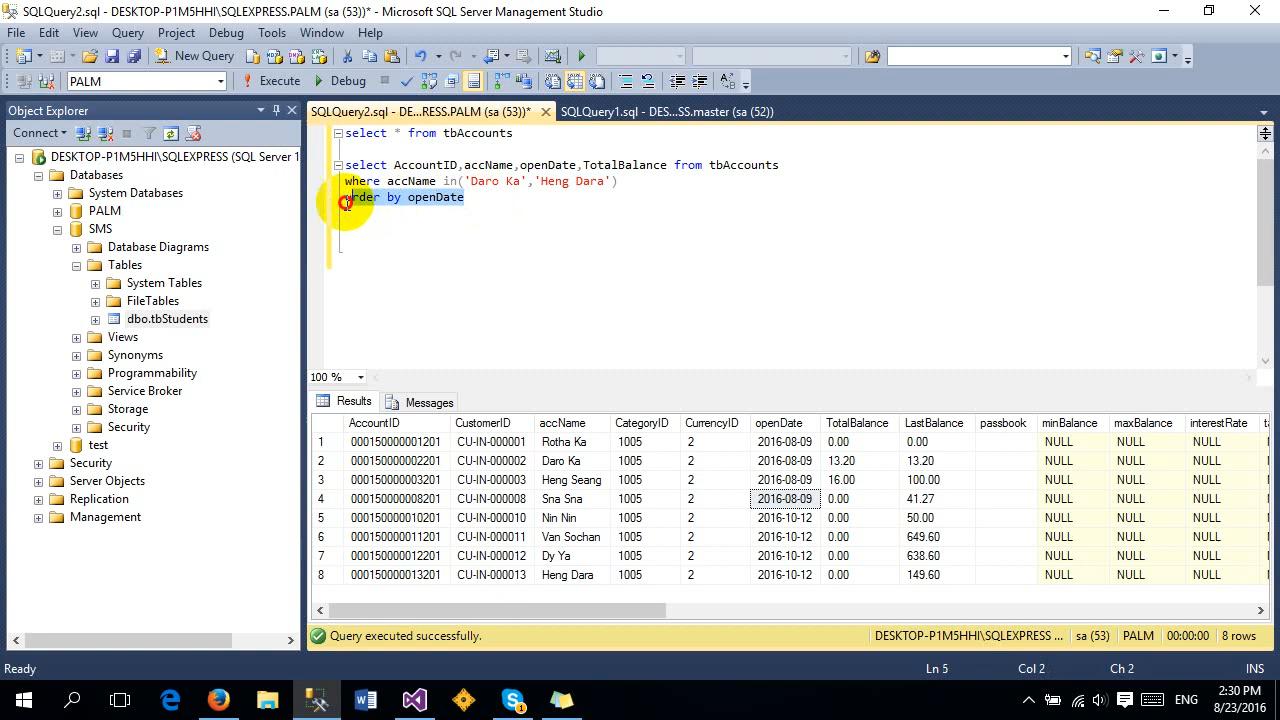 SQLQuery2.sql - DESKTOP-P1M5HHI\SQLEXPRESS.PALM (sa (53))* - Microsoft SQL Server Management Studio
File Edit View Query Project Debug Tools Window Help
New Query
PALM Execute Debug
Object Explorer
SQLQuery2.sql - DE...RESS.PALM (sa (53))* SQLQuery1.sql - DES...SS.master (sa (52))
Connect
DESKTOP-P1M5HHI\SQLEXPRESS (SQL Server 1
Databases
System Databases
PALM
SMS
Database Diagrams
Tables
System Tables
FileTables
dbo.tbStudents
Views
Synonyms
Programmability
Service Broker
Storage
Security
test
Security
Server Objects
Replication
Management
select * from tbAccounts
select AccountID,accName,openDate,TotalBalance from tbAccounts
where accName in('Daro Ka','Heng Dara')
order by openDate
100 %
Results Messages
AccountID CustomerID accName CategoryID CurrencyID openDate TotalBalance LastBalance passbook minBalance maxBalance interestRate
1 000150000001201 CU-IN-000001 Rotha Ka 1005 2 2016-08-09 0.00 0.00 NULL NULL NULL
2 000150000002201 CU-IN-000002 Daro Ka 1005 2 2016-08-09 13.20 13.20 NULL NULL NULL
3 000150000003201 CU-IN-000003 Heng Seang 1005 2 2016-08-09 16.00 100.00 NULL NULL NULL
4 000150000008201 CU-IN-000008 Sna Sna 1005 2 2016-08-09 0.00 41.27 NULL NULL NULL
5 000150000010201 CU-IN-000010 Nin Nin 1005 2 2016-10-12 0.00 50.00 NULL NULL NULL
6 000150000011201 CU-IN-000011 Van Sochan 1005 2 2016-10-12 0.00 649.60 NULL NULL NULL
7 000150000012201 CU-IN-000012 Dy Ya 1005 2 2016-10-12 0.00 638.60 NULL NULL NULL
8 000150000013201 CU-IN-000013 Heng Dara 1005 2 2016-10-12 0.00 149.60 NULL NULL NULL
Query executed successfully. DESKTOP-P1M5HHI\SQLEXPRESS ... sa (53) PALM 00:00:00 8 rows
Ready Ln 5 Col 2 Ch 2 INS
ENG 2:30 PM
8/23/2016